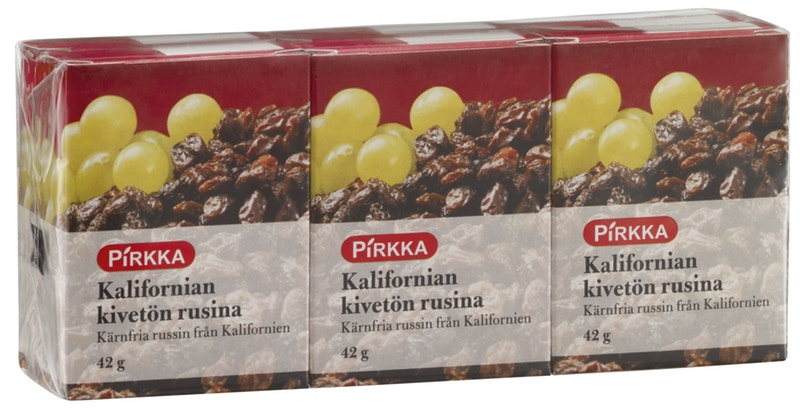 PIRKKA
Kalifornian
kivetön rusina
Kärnfria russin från Kalifornien
42 g
PIRKKA
Kalifornian
kivetön rusina
Kärnfria russin från Kalifornien
42 g
PIRKKA
Kalifornian
kivetön rusina
Kärnfria russin från Kalifornien
42 g